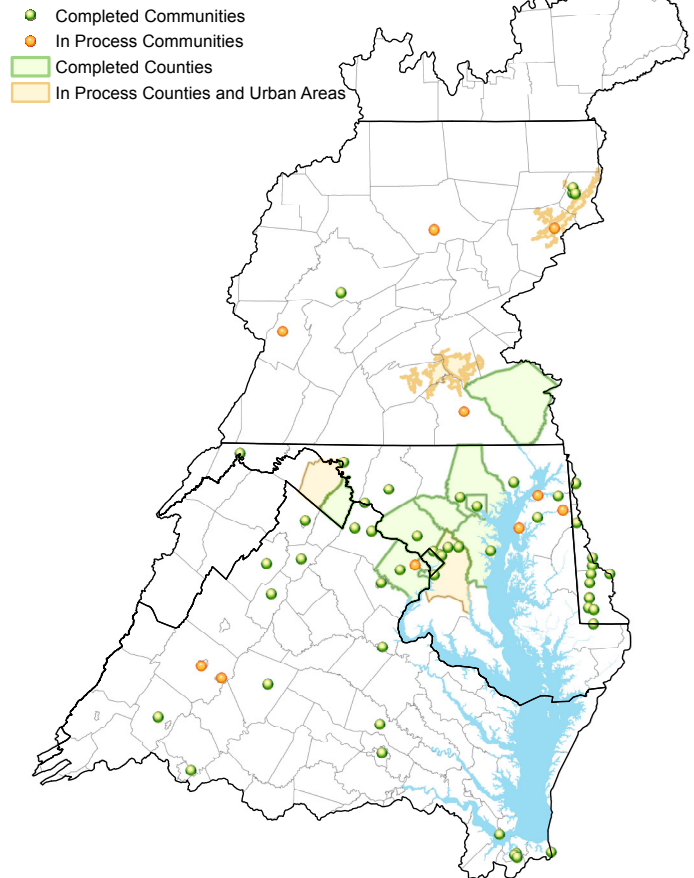 Completed Communities
In Process Communities
Completed Counties
In Process Counties and Urban Areas